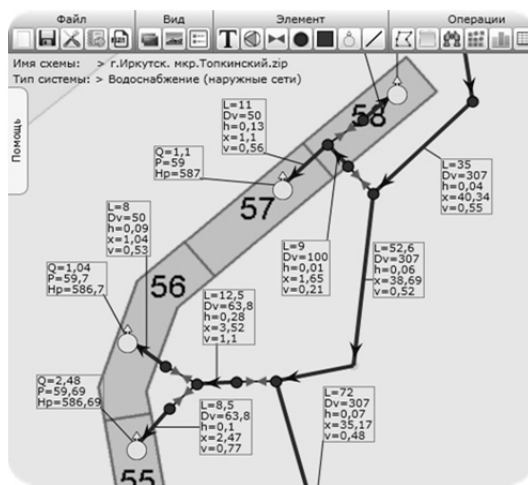 Файл
Вид
Элемент
Операции
T
Имя схемы: > г.Иркутск. мкр.Топкинский.zip
Тип системы: > Водоснабжение (наружные сети)
Помощь
58
L=11
Dv=50
h=0,13
x=1,1
v=0,56
Q=1,1
P=59
Hp=587
57
L=35
Dv=307
h=0,04
x=40,34
v=0,55
L=8
Dv=50
h=0,09
x=1,04
v=0,53
L=9
Dv=100
h=0,01
x=1,65
v=0,21
L=52,6
Dv=307
h=0,06
x=38,69
v=0,52
56
Q=1,04
P=59,7
Hp=586,7
L=12,5
Dv=63,8
h=0,28
x=3,52
v=1,1
Q=2,48
P=59,69
Hp=586,69
L=8,5
Dv=63,8
h=0,1
x=2,47
v=0,77
L=72
Dv=307
h=0,07
x=35,17
v=0,48
55